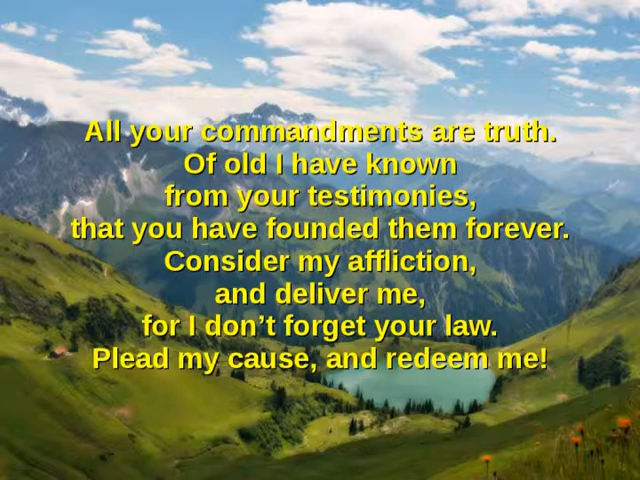 All your commandments are truth.
Of old I have known
from your testimonies,
that you have founded them forever.
Consider my affliction,
and deliver me,
for I don’t forget your law.
Plead my cause, and redeem me!